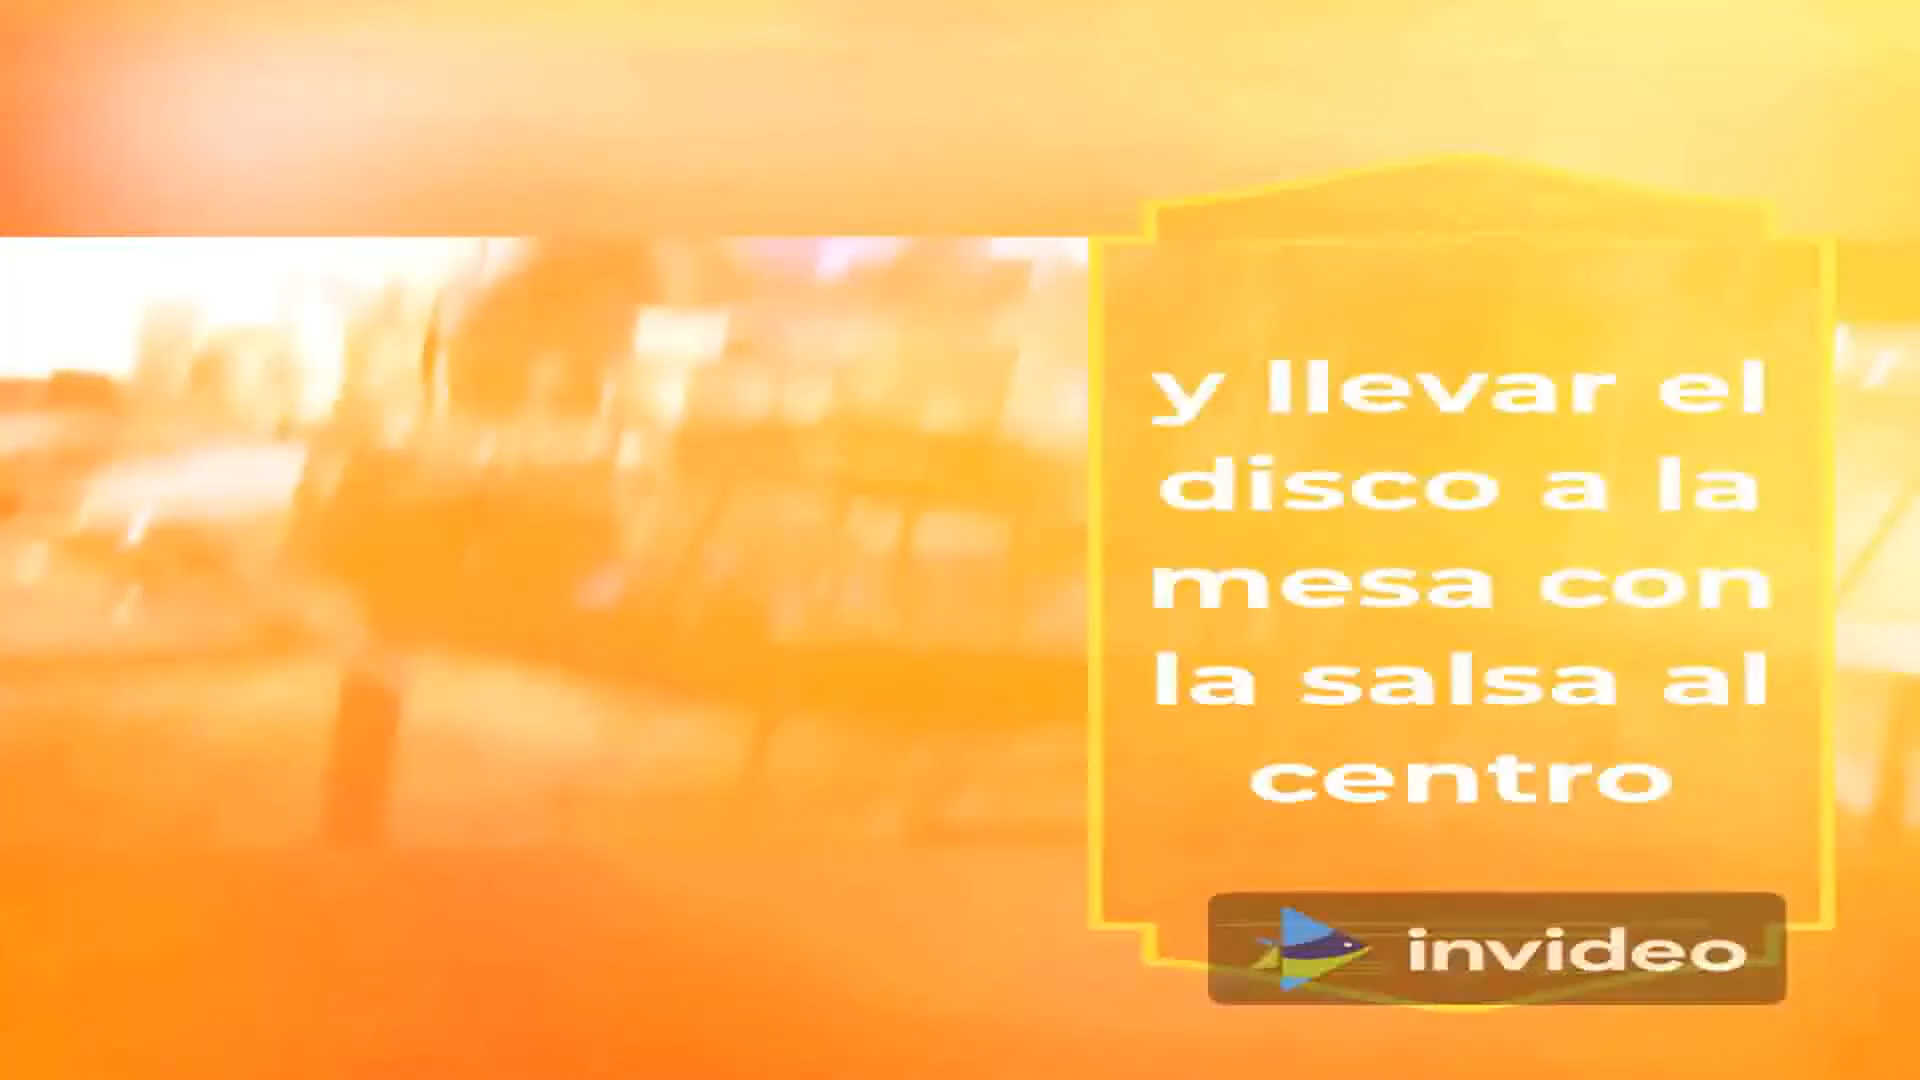 y llevar el
disco a la
mesa con
la salsa al
centro
invideo